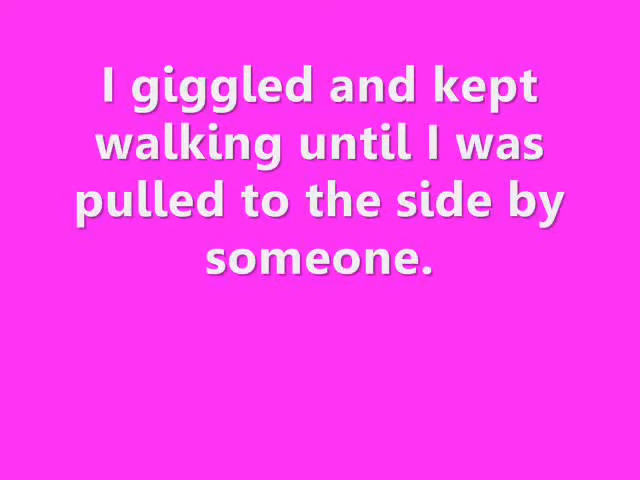 I giggled and kept
walking until I was
pulled to the side by
someone.